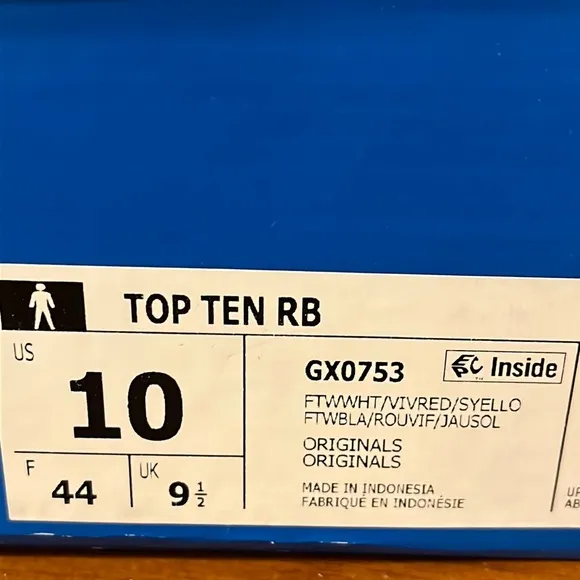 TOP TEN RB
US
10
F
44
UK
9 1/2
GX0753
Inside
FTWWHT/VIVRED/SYELLO
FTWBLA/ROUVIF/JAUSOL
ORIGINALS
ORIGINALS
MADE IN INDONESIA
FABRIQUÉ EN INDONÉSIE